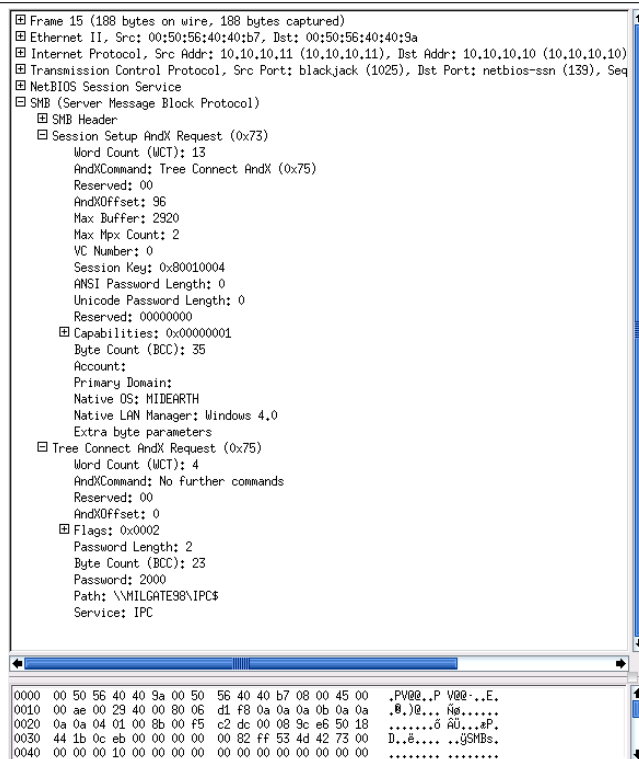 Frame 15 (188 bytes on wire, 188 bytes captured)
Ethernet II, Src: 00:50:56:40:40:b7, Dst: 00:50:56:40:40:9a
Internet Protocol, Src Addr: 10.10.10.11 (10.10.10.11), Dst Addr: 10.10.10.10 (10.10.10.10)
Transmission Control Protocol, Src Port: blackjack (1025), Dst Port: netbios-ssn (139), Seq
NetBIOS Session Service
SMB (Server Message Block Protocol)
SMB Header
Session Setup AndX Request (0x73)
Word Count (WCT): 13
AndXCommand: Tree Connect AndX (0x75)
Reserved: 00
AndXOffset: 96
Max Buffer: 2920
Max Mpx Count: 2
VC Number: 0
Session Key: 0x80010004
ANSI Password Length: 0
Unicode Password Length: 0
Reserved: 00000000
Capabilities: 0x00000001
Byte Count (BCC): 35
Account:
Primary Domain:
Native OS: MIDEARTH
Native LAN Manager: Windows 4.0
Extra byte parameters
Tree Connect AndX Request (0x75)
Word Count (WCT): 4
AndXCommand: No further commands
Reserved: 00
AndXOffset: 0
Flags: 0x0002
Password Length: 2
Byte Count (BCC): 23
Password: 2000
Path: \\MILGATE98\IPC$
Service: IPC
0000 00 50 56 40 40 9a 00 50 56 40 40 b7 08 00 45 00 .PV@@..P V@@·..E.
0010 00 ae 00 29 40 00 80 06 d1 f8 0a 0a 0a 0b 0a 0a .®.)@... Ñø......
0020 0a 0a 04 01 00 8b 00 f5 c2 dc 00 08 9c e6 50 18 .......õ ÂÜ...æP.
0030 44 1b 0c eb 00 00 00 00 00 82 ff 53 4d 42 73 00 D..ë.... ..ÿSMBs.
0040 00 00 00 10 00 00 00 00 00 00 00 00 00 00 00 00 ........ ........